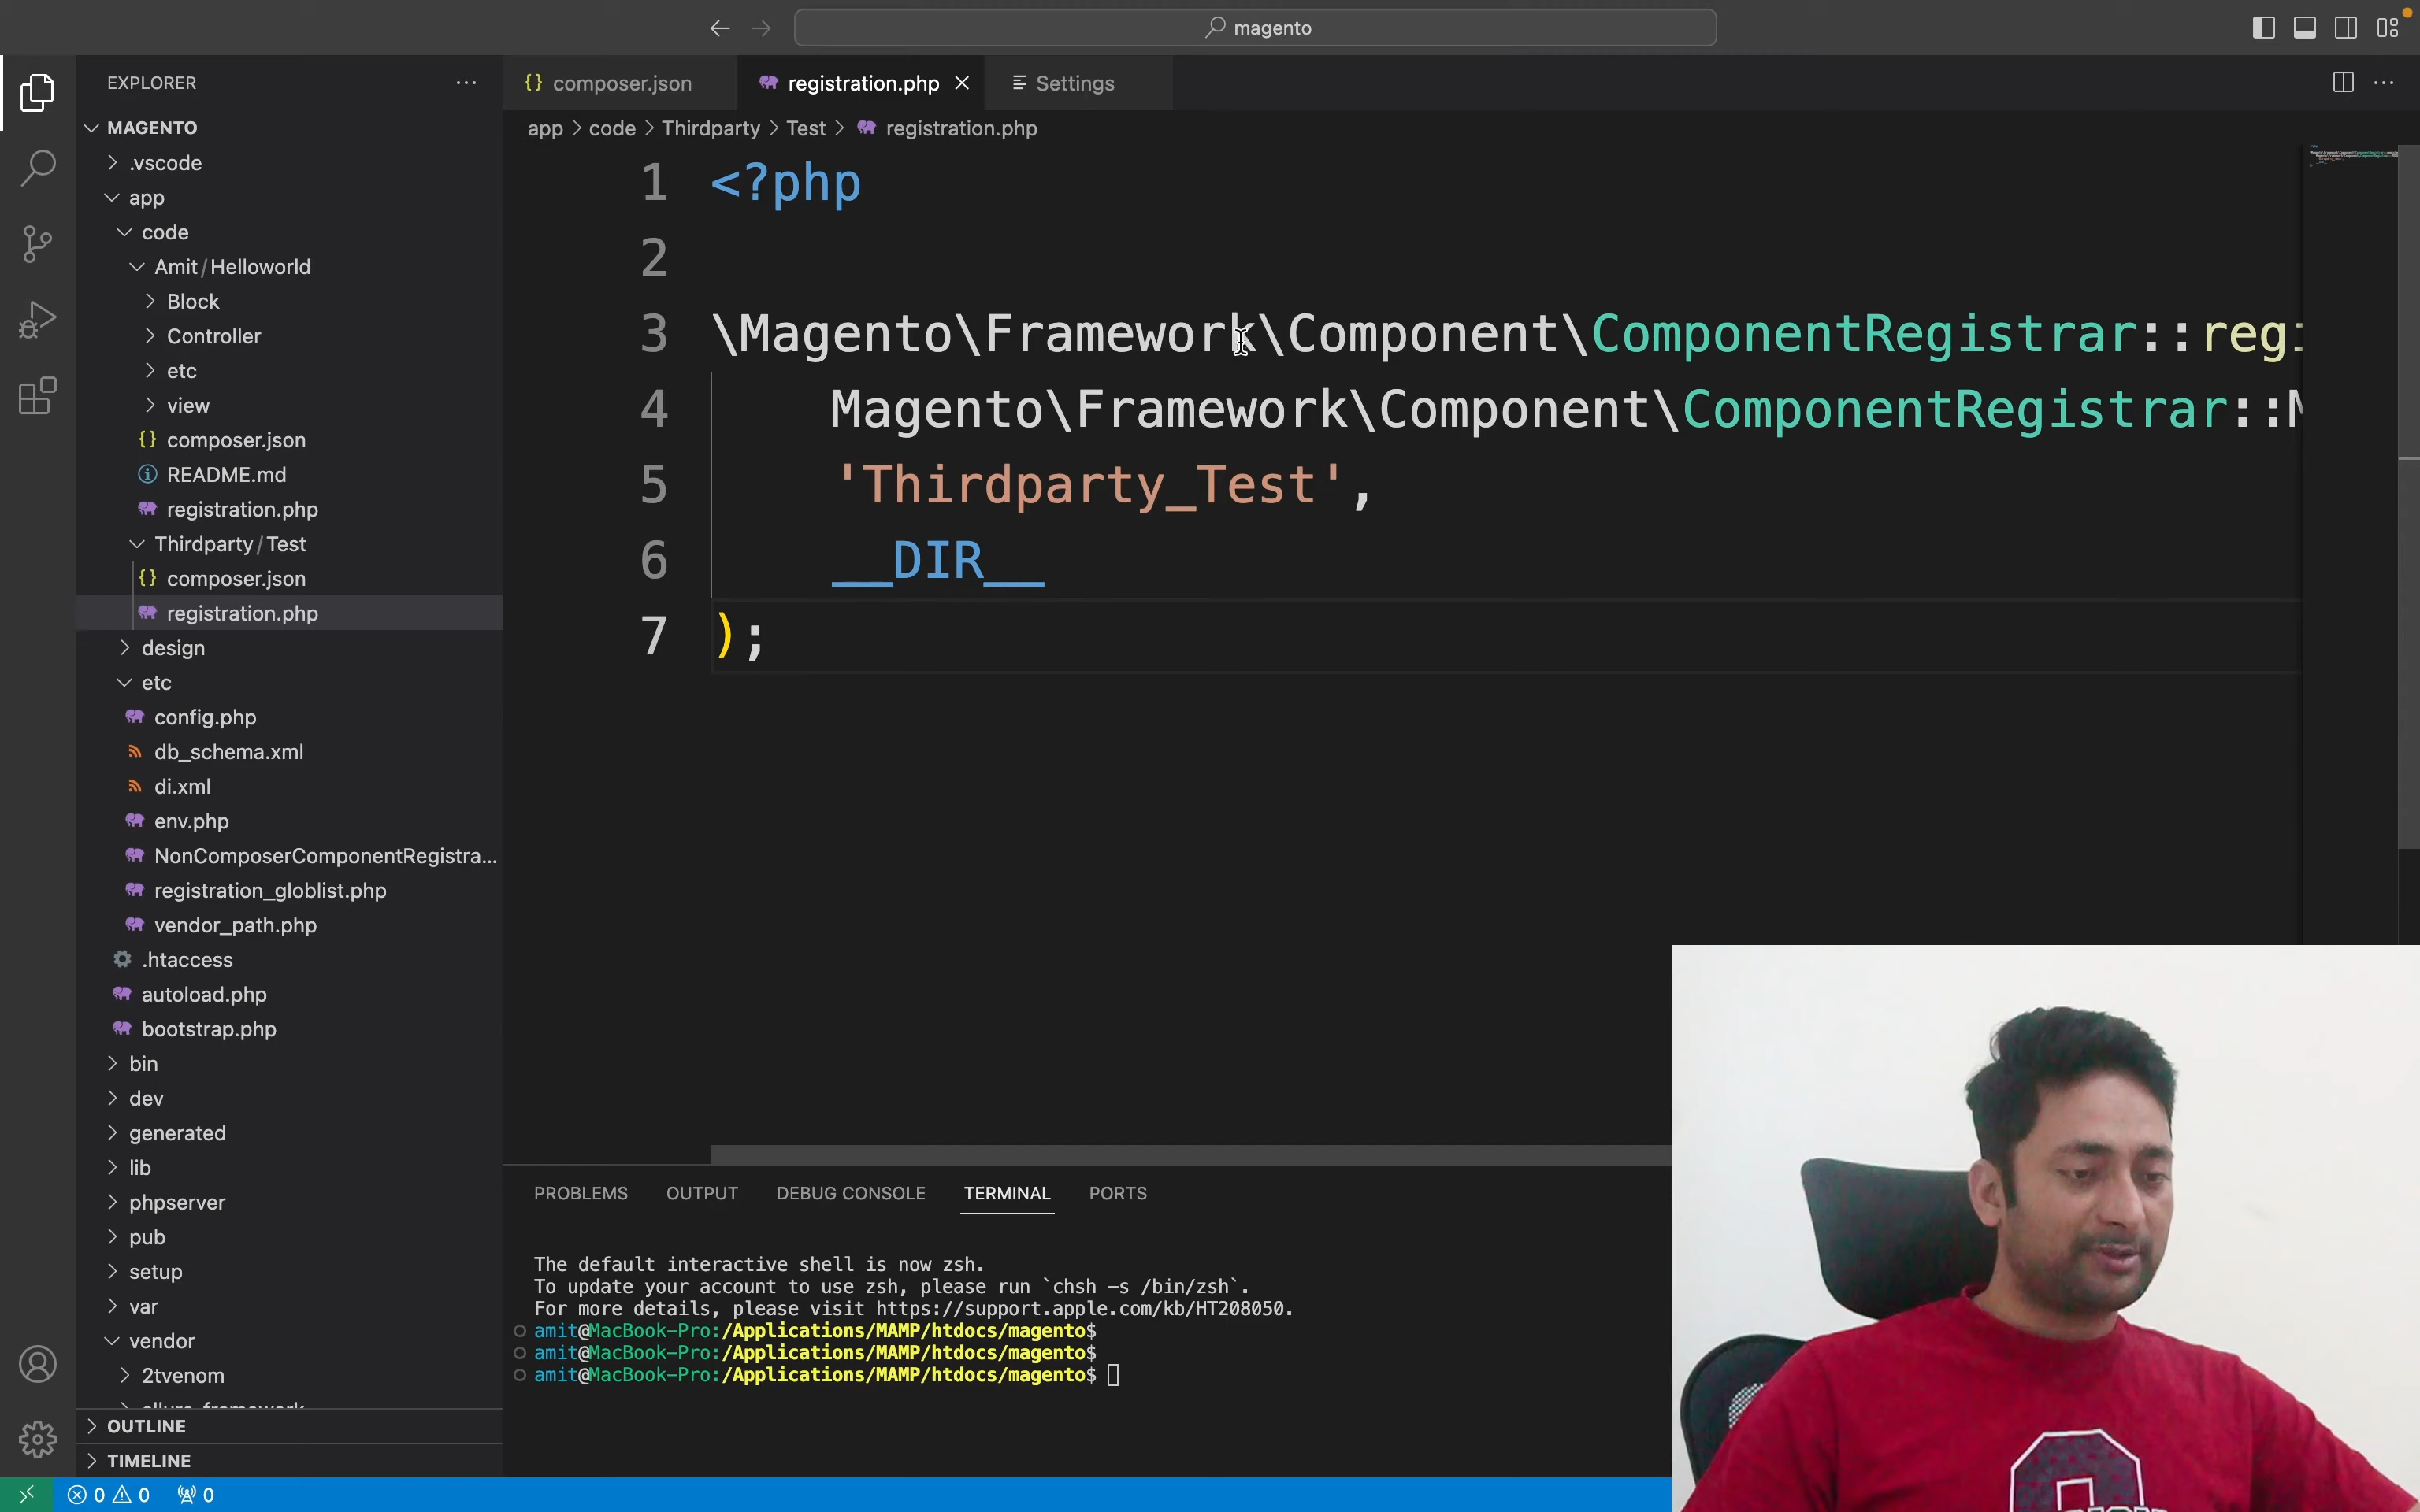 magento
EXPLORER
MAGENTO
.vscode
app
code
Amit/Helloworld
Block
Controller
etc
view
composer.json
README.md
registration.php
Thirdparty/Test
composer.json
registration.php
design
etc
config.php
db_schema.xml
di.xml
env.php
NonComposerComponentRegistra...
registration_globlist.php
vendor_path.php
.htaccess
autoload.php
bootstrap.php
bin
dev
generated
lib
phpserver
pub
setup
var
vendor
2tvenom
OUTLINE
TIMELINE
composer.json
registration.php
Settings
app > code > Thirdparty > Test > registration.php
1 <?php
2
3 \Magento\Framework\Component\ComponentRegistrar::regi
4 Magento\Framework\Component\ComponentRegistrar::M
5 'Thirdparty_Test',
6 __DIR__
7 );
PROBLEMS OUTPUT DEBUG CONSOLE TERMINAL PORTS
The default interactive shell is now zsh.
To update your account to use zsh, please run `chsh -s /bin/zsh`.
For more details, please visit https://support.apple.com/kb/HT208050.
amit@MacBook-Pro:/Applications/MAMP/htdocs/magento$
amit@MacBook-Pro:/Applications/MAMP/htdocs/magento$
amit@MacBook-Pro:/Applications/MAMP/htdocs/magento$
0 0 0